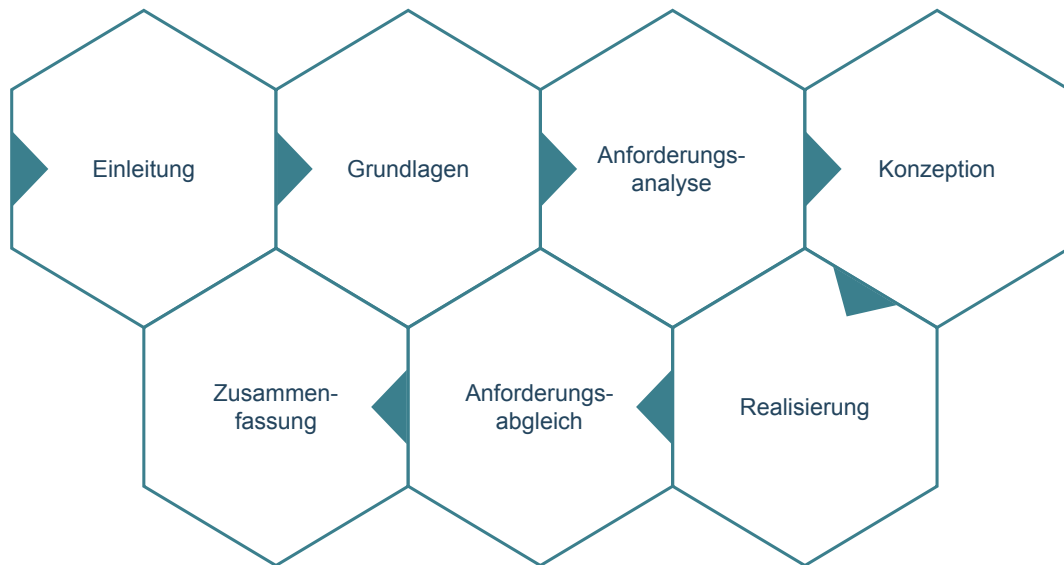 Einleitung
Grundlagen
Anforderungs-
analyse
Konzeption
Zusammen-
fassung
Anforderungs-
abgleich
Realisierung